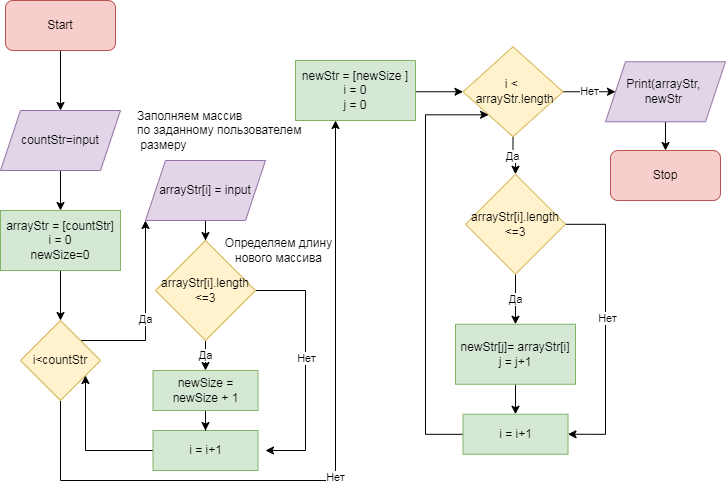 Start
countStr=input
arrayStr = [countStr]
i = 0
newSize=0
i<countStr
Да
Нет
Заполняем массив
по заданному пользователем
размеру
arrayStr[i] = input
Определяем длину
нового массива
arrayStr[i].length
<=3
Да
Нет
newSize =
newSize + 1
i = i+1
newStr = [newSize ]
i = 0
j = 0
i <
arrayStr.length
Нет
Да
Print(arrayStr,
newStr
Stop
arrayStr[i].length
<=3
Да
Нет
newStr[j]= arrayStr[i]
j = j+1
i = i+1